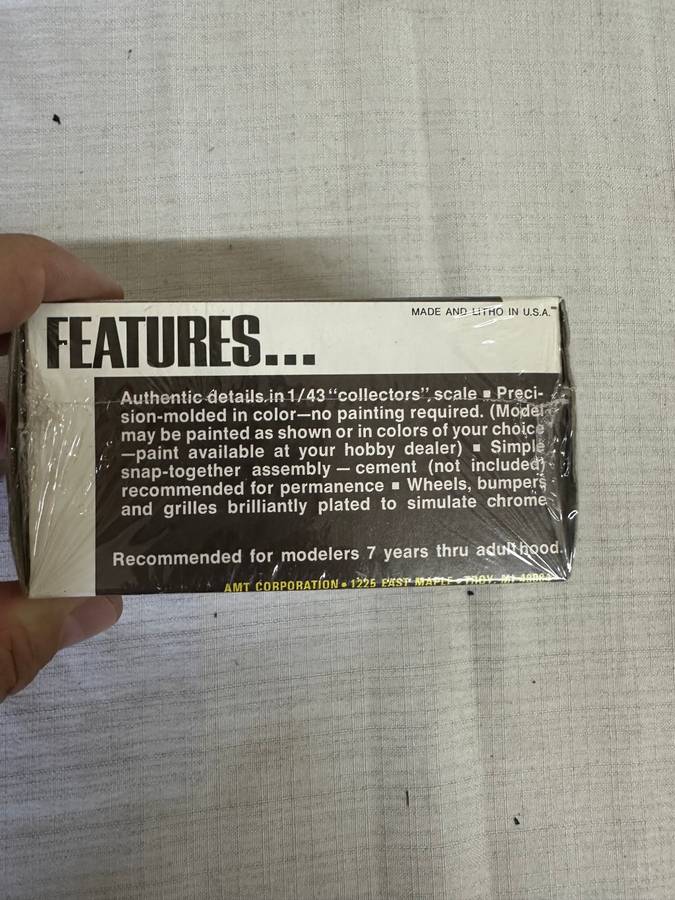 FEATURES...
MADE AND LITHO IN U.S.A.
Authentic details in 1/43 “collectors” scale ▪ Preci-
sion-molded in color—no painting required. (Model
may be painted as shown or in colors of your choice
—paint available at your hobby dealer) ▪ Simple
snap-together assembly — cement (not included)
recommended for permanence ▪ Wheels, bumpers
and grilles brilliantly plated to simulate chrome
Recommended for modelers 7 years thru adulthood.
AMT CORPORATION • 1225 EAST MAPLE • TROY, MI